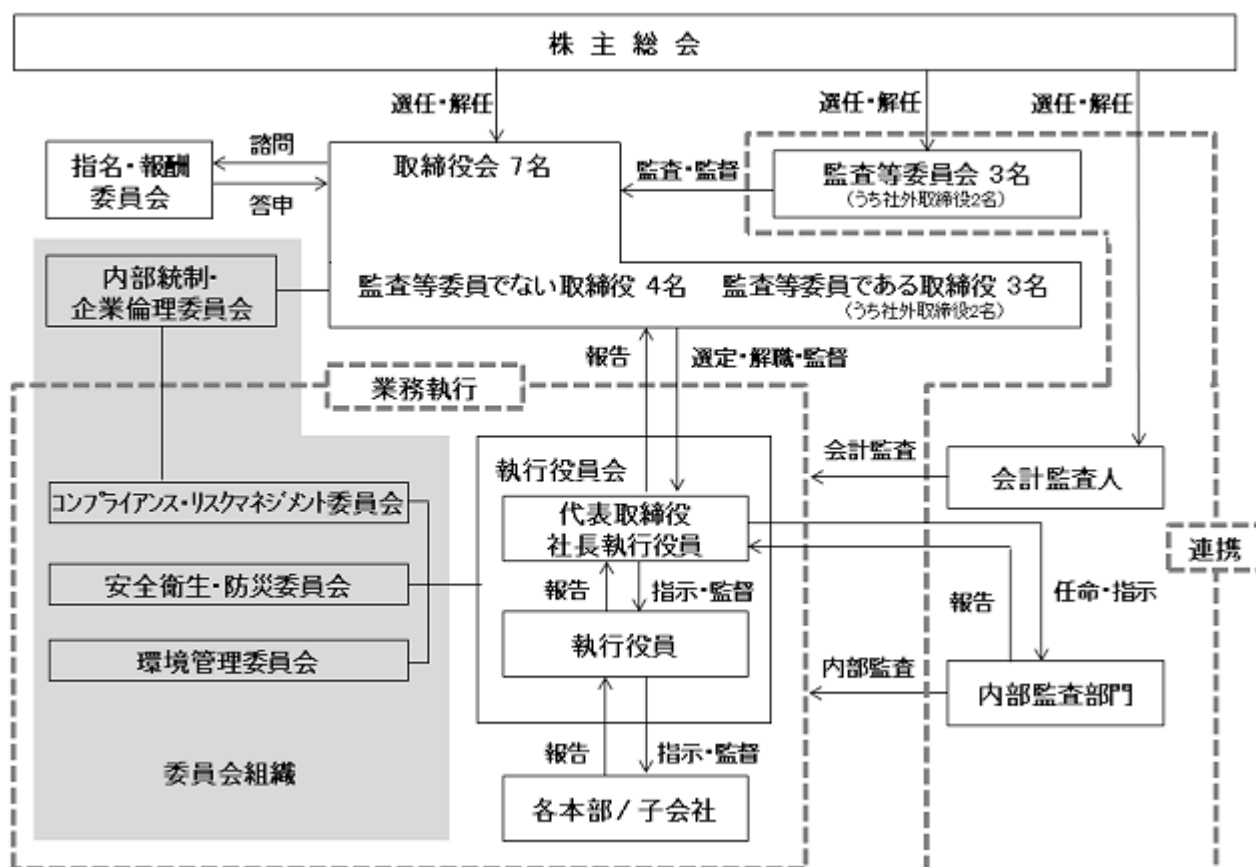 株主総会
選任・解任
選任・解任
選任・解任
指名・報酬
委員会
諮問
答申
取締役会 7名
監査・監督
監査等委員会 3名
(うち社外取締役2名)
内部統制・
企業倫理委員会
監査等委員でない取締役 4名
監査等委員である取締役 3名
(うち社外取締役2名)
報告
選定・解職・監督
業務執行
執行役員会
会計監査
会計監査人
コンプライアンス・リスクマネジメント委員会
代表取締役
社長執行役員
連携
安全衛生・防災委員会
報告
指示・監督
報告
任命・指示
環境管理委員会
執行役員
内部監査
内部監査部門
報告
指示・監督
委員会組織
各本部/子会社